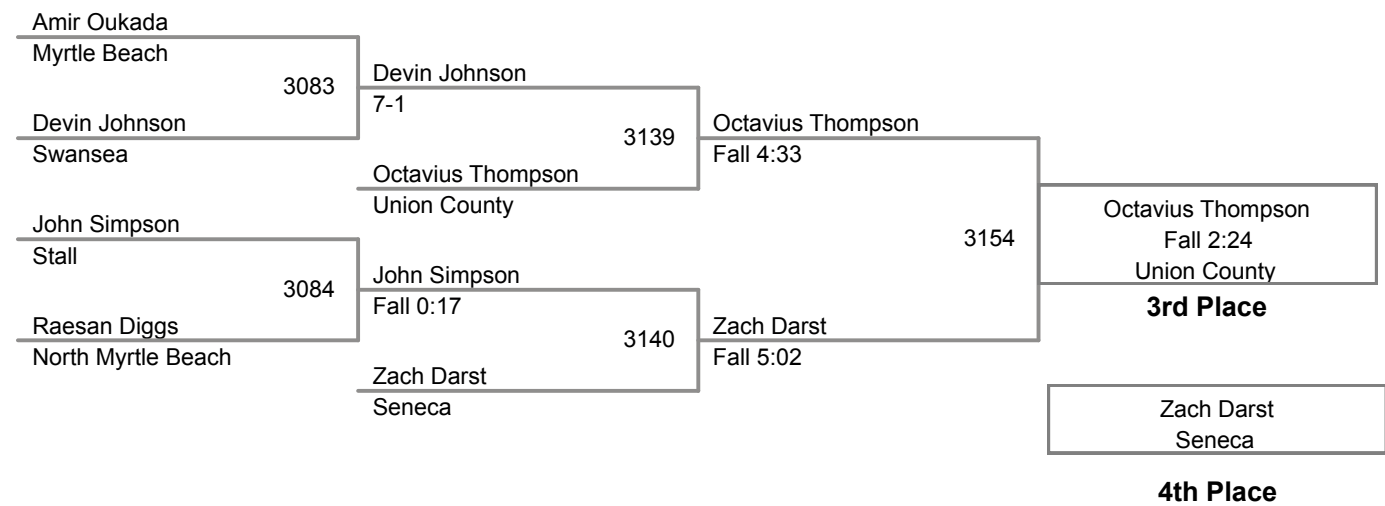 Amir Oukada
Myrtle Beach
3083
Devin Johnson
Swansea
John Simpson
Stall
3084
Raesan Diggs
North Myrtle Beach
Devin Johnson
7-1
3139
Octavius Thompson
Union County
John Simpson
Fall 0:17
3140
Zach Darst
Seneca
Octavius Thompson
Fall 4:33
3154
Zach Darst
Fall 5:02
Octavius Thompson
Fall 2:24
Union County
3rd Place
Zach Darst
Seneca
4th Place